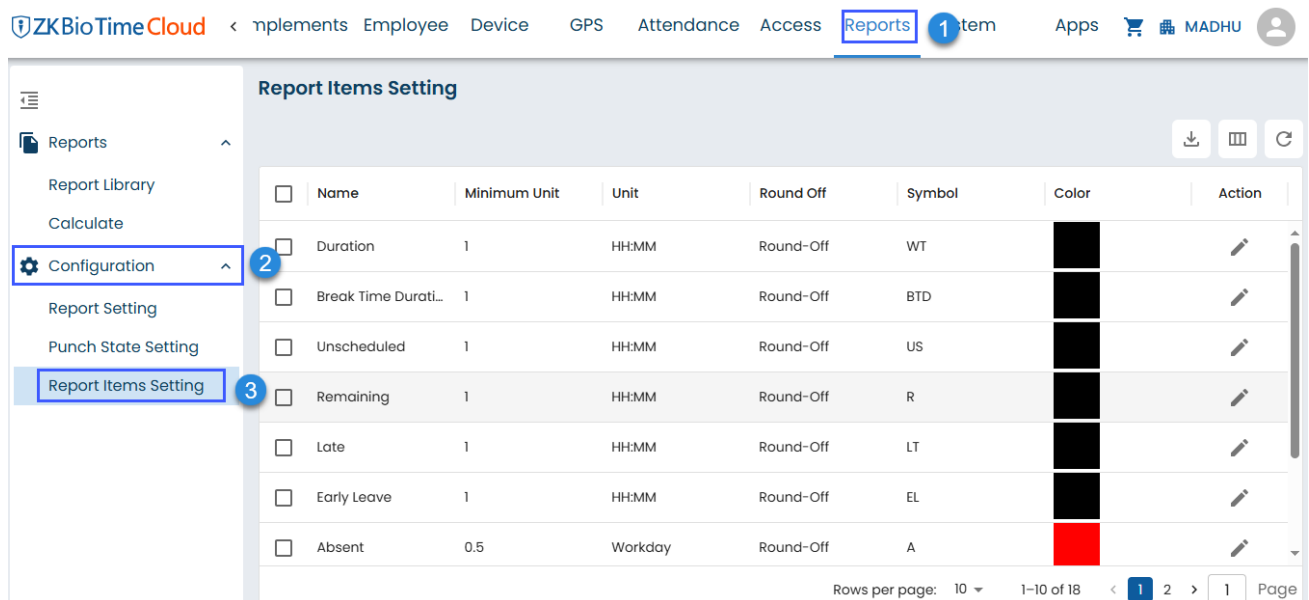 ZKBioTime Cloud
mplements Employee Device GPS Attendance Access Reports 1 tem Apps MADHU
Report Items Setting
Reports
Report Library
Calculate
Configuration 2
Report Setting
Punch State Setting
Report Items Setting 3
Name Minimum Unit Unit Round Off Symbol Color Action
Duration 1 HH:MM Round-Off WT
Break Time Durati... 1 HH:MM Round-Off BTD
Unscheduled 1 HH:MM Round-Off US
Remaining 1 HH:MM Round-Off R
Late 1 HH:MM Round-Off LT
Early Leave 1 HH:MM Round-Off EL
Absent 0.5 Workday Round-Off A
Rows per page: 10 1-10 of 18 < 1 2 > 1 Page